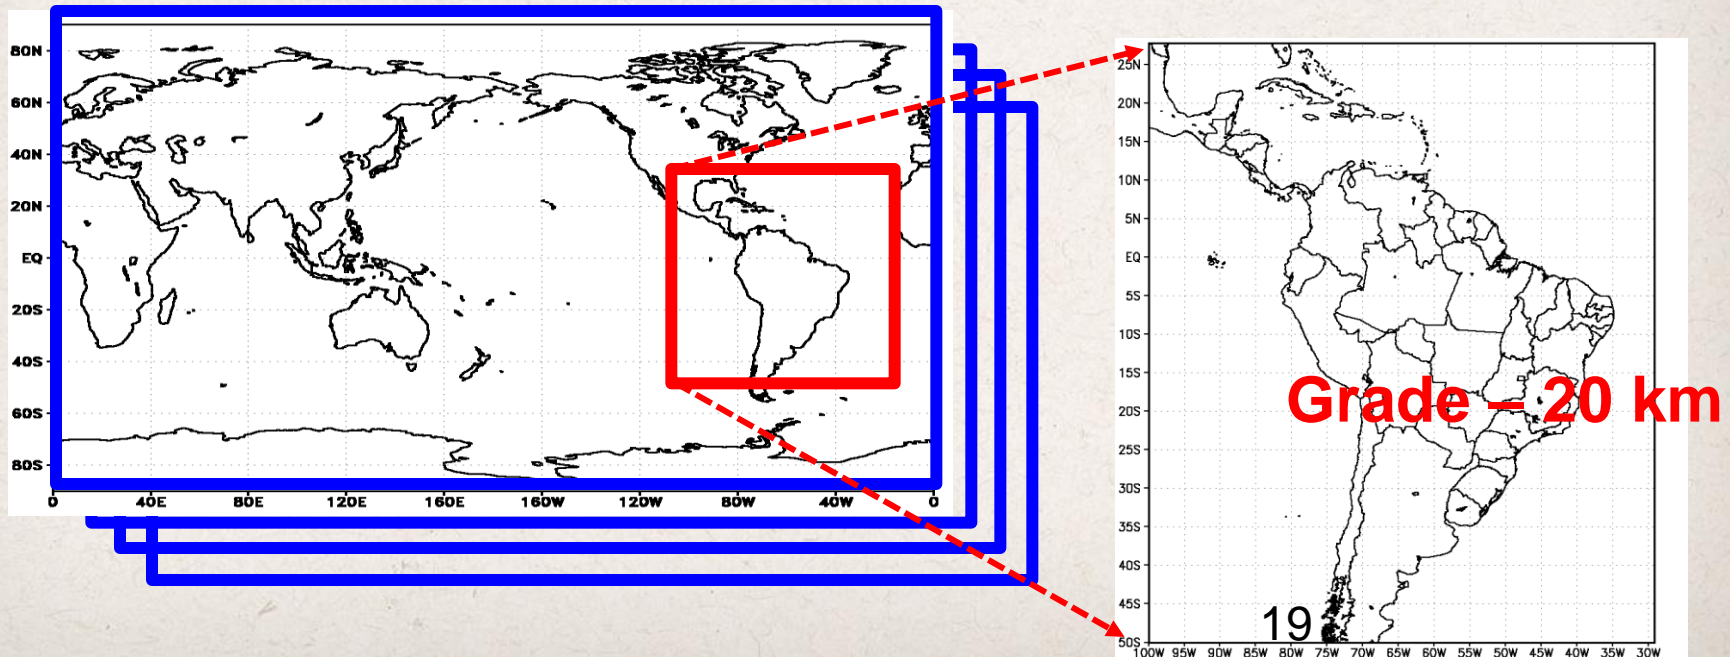 80N
60N
40N
20N
EQ
20S
40S
60S
80S
0 40E 80E 120E 160E 160W 120W 80W 40W 0
25N
20N
15N
10N
5N
EQ
5S
10S
15S
20S
25S
30S
35S
40S
45S
50S
100W 95W 90W 85W 80W 75W 70W 65W 60W 55W 50W 45W 40W 35W 30W
Grade – 20 km
19